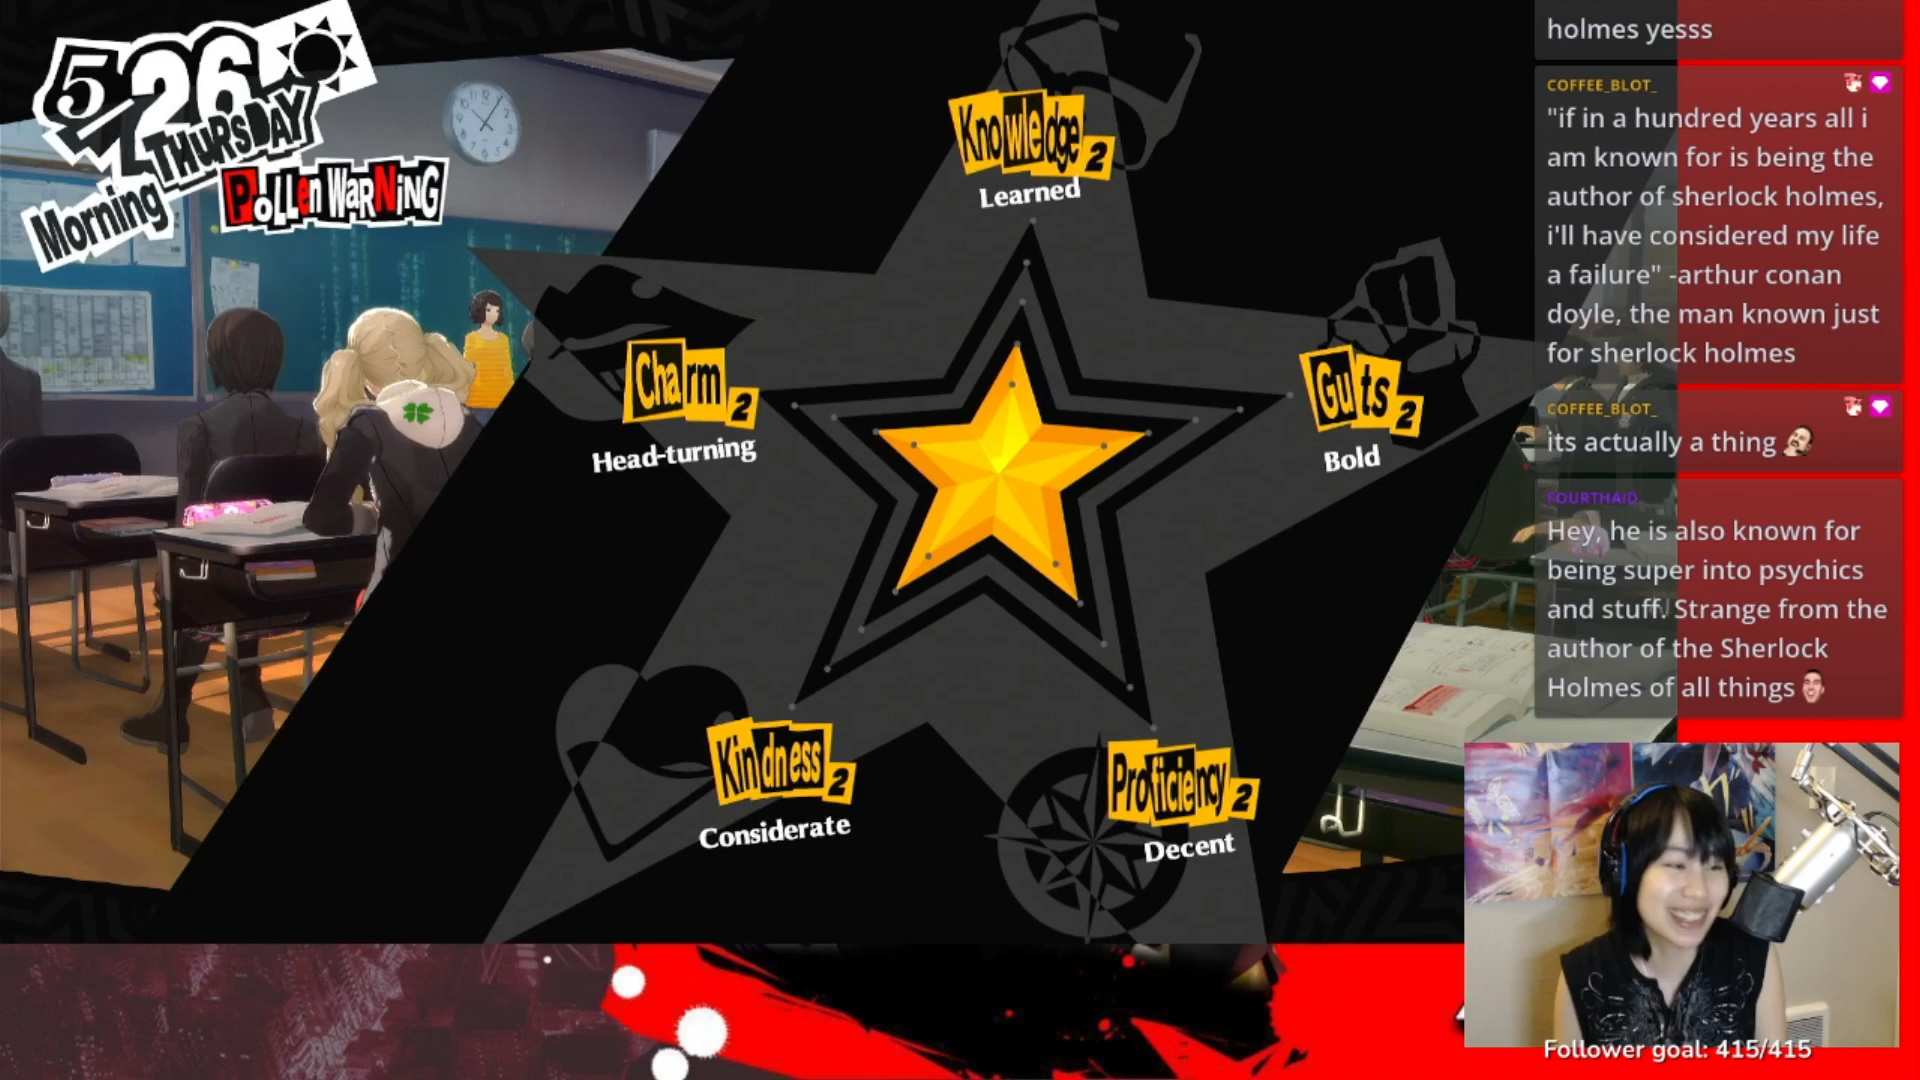 5/26
THURSDAY
Morning
POLLEN WARNING
Knowledge 2
Learned
Charm 2
Head-turning
Guts 2
Bold
Kindness 2
Considerate
Proficiency 2
Decent
holmes yesss
COFFEE_BLOT_
"if in a hundred years all i
am known for is being the
author of sherlock holmes,
i'll have considered my life
a failure" -arthur conan
doyle, the man known just
for sherlock holmes
COFFEE_BLOT_
its actually a thing
FOURTHAID
Hey, he is also known for
being super into psychics
and stuff. Strange from the
author of the Sherlock
Holmes of all things
Follower goal: 415/415